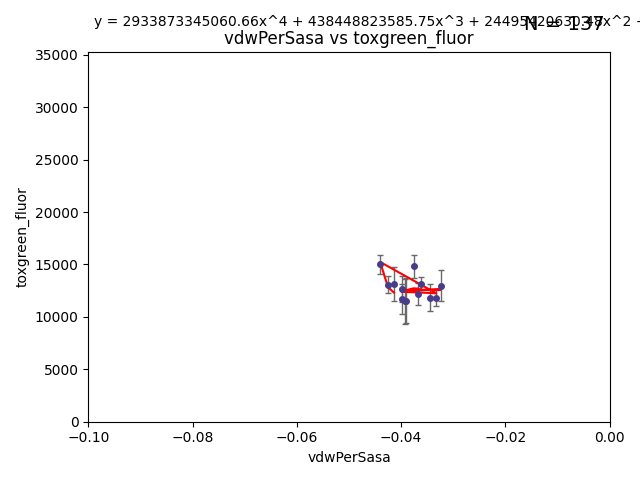 y = 2933873345060.66x^4 + 438448823585.75x^3 +
N = 137
vdwPerSasa vs toxgreen_fluor
35000
30000
25000
20000
15000
10000
5000
0
toxgreen_fluor
−0.10 −0.08 −0.06 −0.04 −0.02 0.00
vdwPerSasa